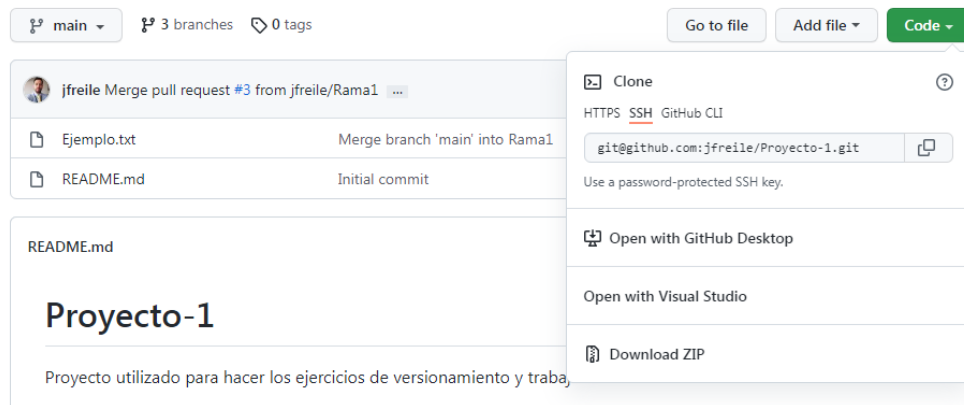 main 3 branches 0 tags Go to file Add file Code
jfreile Merge pull request #3 from jfreile/Rama1 ...
Ejemplo.txt Merge branch 'main' into Rama1
README.md Initial commit
Clone
HTTPS SSH GitHub CLI
git@github.com:jfreile/Proyecto-1.git
Use a password-protected SSH key.
Open with GitHub Desktop
Open with Visual Studio
Download ZIP
README.md
Proyecto-1
Proyecto utilizado para hacer los ejercicios de versionamiento y